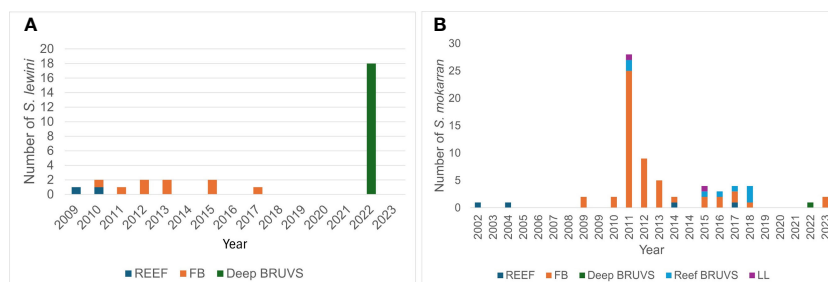 A
Number of S. lewini
20
18
16
14
12
10
8
6
4
2
0
2009 2010 2011 2012 2013 2014 2015 2016 2017 2018 2019 2020 2021 2022 2023
Year
REEF FB Deep BRUVS
B
Number of S. mokarran
30
25
20
15
10
5
0
2002 2003 2004 2005 2006 2007 2008 2009 2009 2010 2011 2012 2013 2014 2015 2016 2017 2018 2019 2020 2021 2022 2023
Year
REEF FB Deep BRUVS Reef BRUVS LL